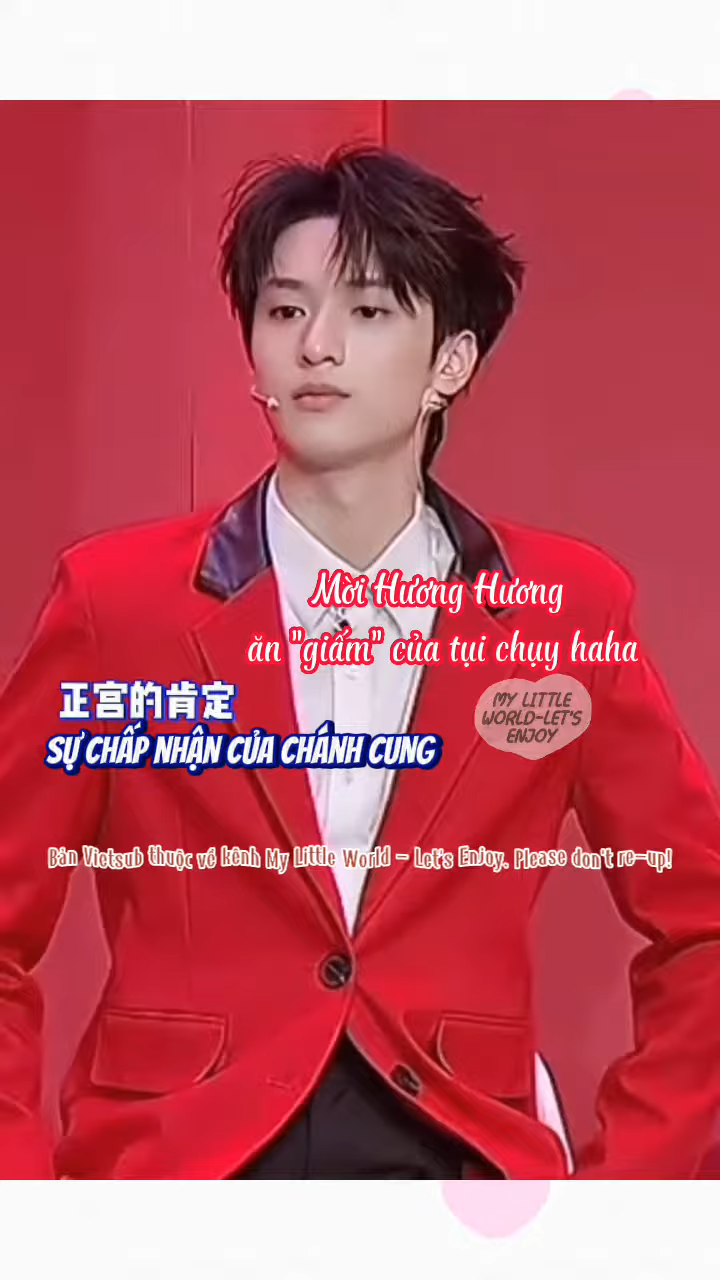 Mời Hương Hương
ăn "giấm" của tụi chụy haha
正宫的肯定
SỰ CHẤP NHẬN CỦA CHÁNH CUNG
MY LITTLE
WORLD-LET'S
ENJOY
Bản Vietsub thuộc về kênh My Little World - Let's Enjoy. Please don't re-up!